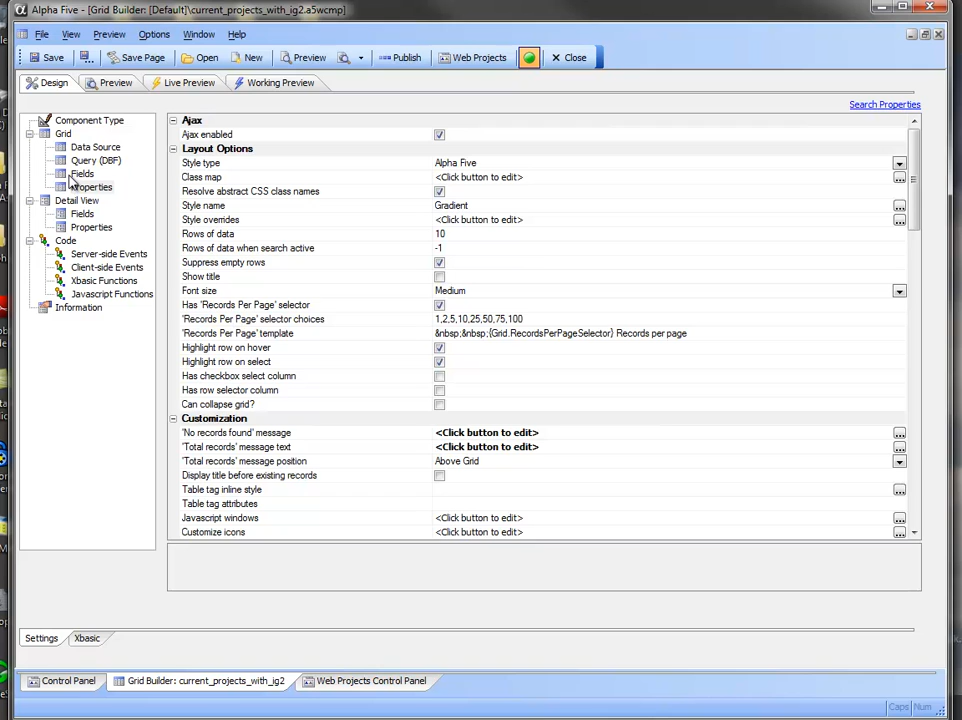 Alpha Five - [Grid Builder: [Default]\current_projects_with_ig2.a5wcmp]
File View Preview Options Window Help
Save Save Page Open New Preview Publish Web Projects Close
Design Preview Live Preview Working Preview
Search Properties
Component Type
Grid
Data Source
Query (DBF)
Fields
Properties
Detail View
Fields
Properties
Code
Server-side Events
Client-side Events
Xbasic Functions
Javascript Functions
Information
Ajax
Ajax enabled
Layout Options
Style type Alpha Five
Class map <Click button to edit>
Resolve abstract CSS class names
Style name Gradient
Style overrides <Click button to edit>
Rows of data 10
Rows of data when search active -1
Suppress empty rows
Show title
Font size Medium
Has 'Records Per Page' selector
'Records Per Page' selector choices 1,2,5,10,25,50,75,100
'Records Per Page' template &nbsp;&nbsp;{Grid.RecordsPerPageSelector} Records per page
Highlight row on hover
Highlight row on select
Has checkbox select column
Has row selector column
Can collapse grid?
Customization
'No records found' message <Click button to edit>
'Total records' message text <Click button to edit>
'Total records' message position Above Grid
Display title before existing records
Table tag inline style
Table tag attributes
Javascript windows <Click button to edit>
Customize icons <Click button to edit>
Settings Xbasic
Control Panel Grid Builder: current_projects_with_ig2 Web Projects Control Panel
Caps Num